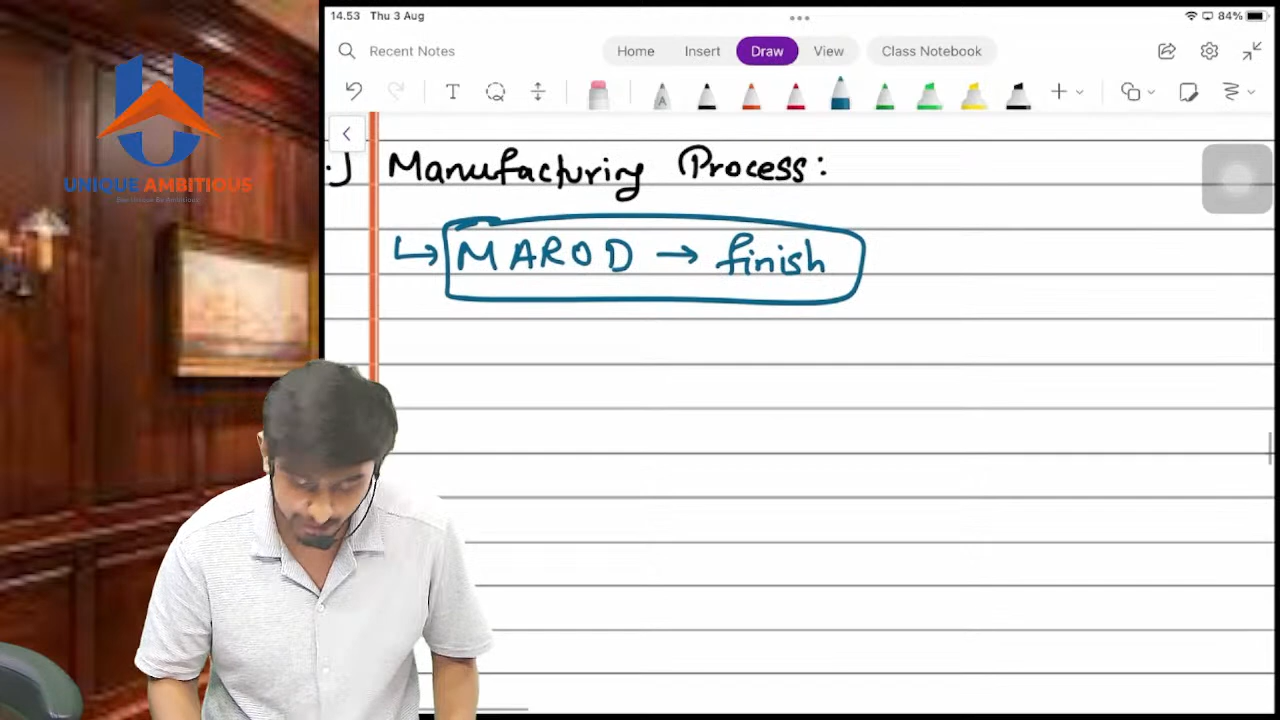 14.53 Thu 3 Aug
84%
Recent Notes
Home Insert Draw View Class Notebook
UNIQUE AMBITIOUS
Manufacturing Process:
↳ MAROD → finish